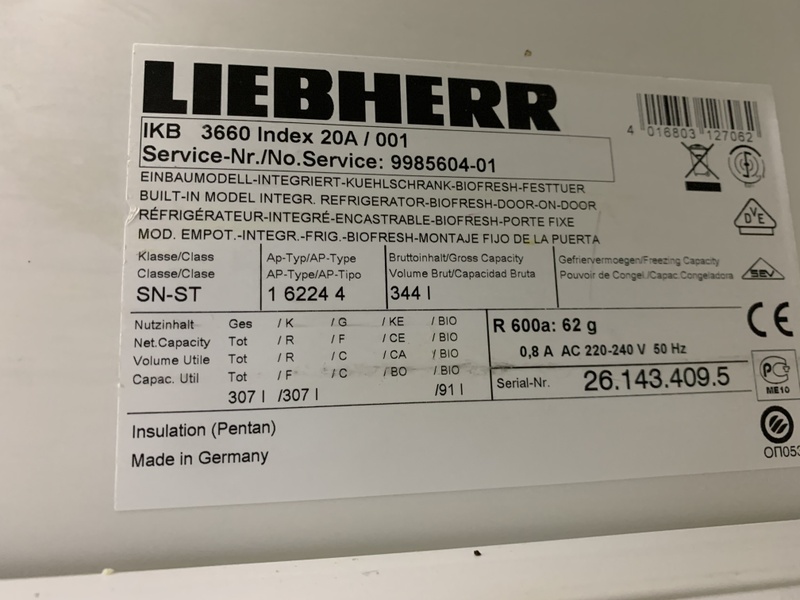 LIEBHERR
IKB 3660 Index 20A / 001
Service-Nr./No.Service: 9985604-01
4 016803 127062
EINBAUMODELL-INTEGRIERT-KUEHLSCHRANK-BIOFRESH-FESTTUER
BUILT-IN MODEL INTEGR. REFRIGERATOR-BIOFRESH-DOOR-ON-DOOR
RÉFRIGÉRATEUR-INTEGRÉ-ENCASTRABLE-BIOFRESH-PORTE FIXE
MOD. EMPOT.-INTEGR.-FRIG.-BIOFRESH-MONTAJE FIJO DE LA PUERTA
DVE
Klasse/Class
Classe/Clase
SN-ST
Ap-Typ/AP-Type
AP-Type/AP-Tipo
1 6224 4
Bruttoinhalt/Gross Capacity
Volume Brut/Capacidad Bruta
344 l
Gefriervermoegen/Freezing Capacity
Pouvoir de Congel./Capac.Congeladora
SEV
CE
Nutzinhalt Ges / K / G / KE / BIO
Net.Capacity Tot / R / F / CE / BIO
Volume Utile Tot / R / C / CA / BIO
Capac. Util Tot / F / C / BO / BIO
307 l /307 l /91 l
R 600a: 62 g
0,8 A AC 220-240 V 50 Hz
Serial-Nr. 26.143.409.5
ME10
Insulation (Pentan)
Made in Germany
ОП053